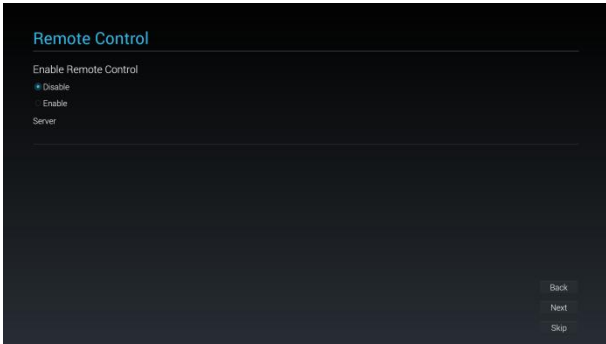 Remote Control
Enable Remote Control
Disable
Enable
Server
Back
Next
Skip